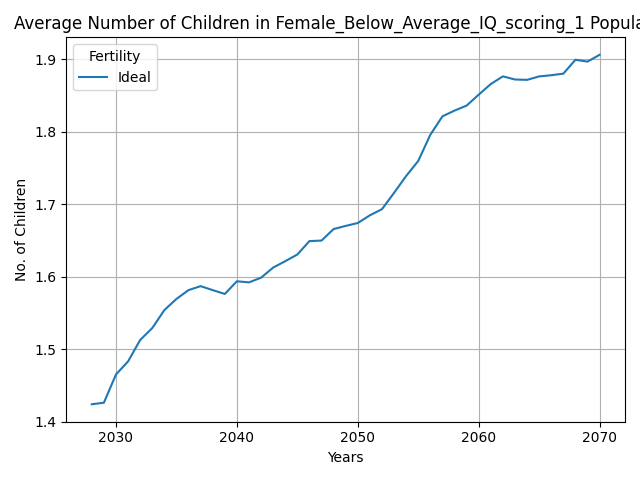 Average Number of Children in Female_Below_Average_IQ_scoring_1 Popula
Fertility
Ideal
1.9
1.8
1.7
1.6
1.5
1.4
No. of Children
2030 2040 2050 2060 2070
Years